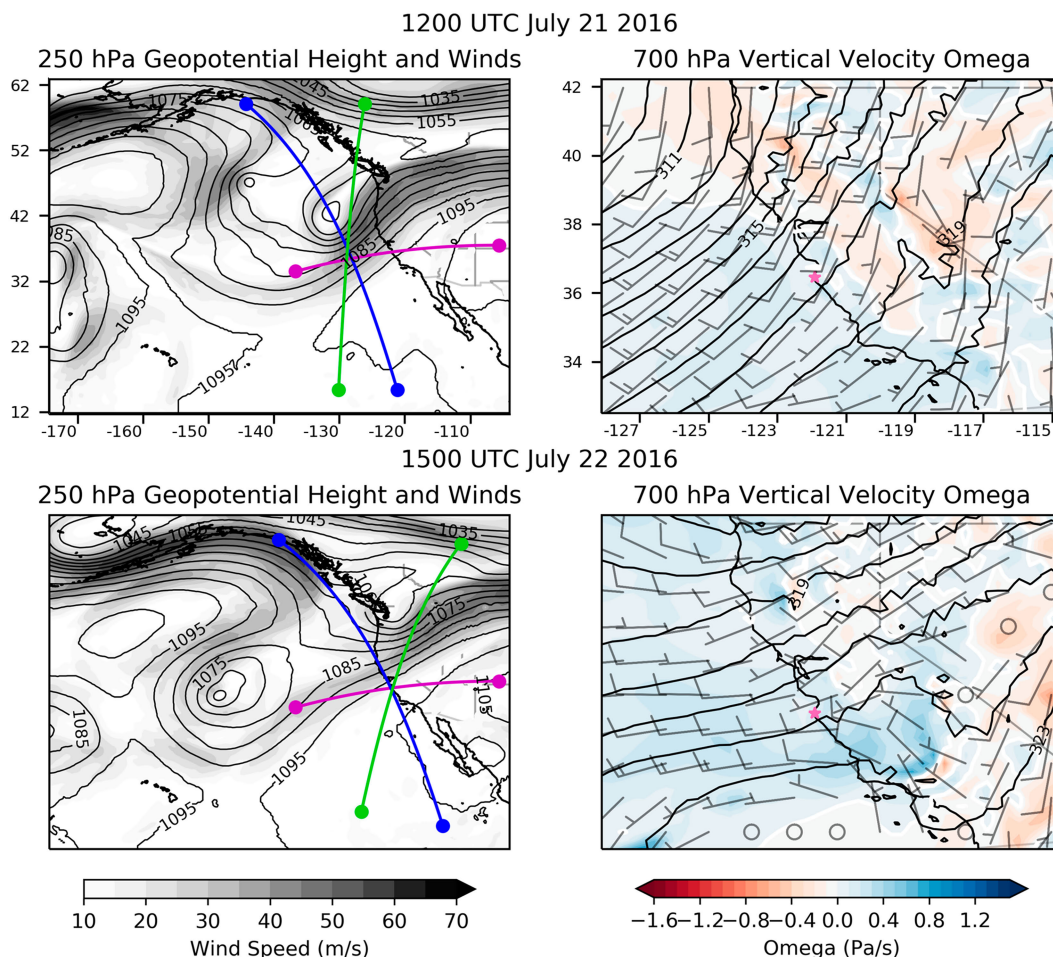 1200 UTC July 21 2016
250 hPa Geopotential Height and Winds
700 hPa Vertical Velocity Omega
62
52
42
32
22
12
-170 -160 -150 -140 -130 -120 -110
1075
1045
1035
1055
1095
1085
1095
1095
42
40
38
36
34
-127 -125 -123 -121 -119 -117 -115
311
315
319
1500 UTC July 22 2016
250 hPa Geopotential Height and Winds
700 hPa Vertical Velocity Omega
1045
1045
1035
1075
1095
1075
1085
1105
1085
1095
1095
319
323
10 20 30 40 50 60 70
Wind Speed (m/s)
−1.6−1.2−0.8−0.4 0.0 0.4 0.8 1.2
Omega (Pa/s)